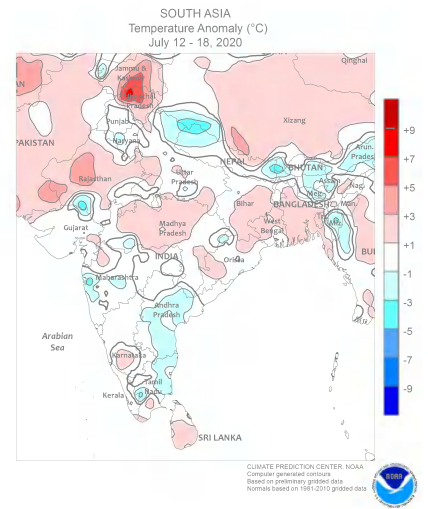 SOUTH ASIA
Temperature Anomaly (°C)
July 12 - 18, 2020
Qinghai
Jammu &
Kashmir
Himachal
Pradesh
Punjab
Haryana
Xizang
PAKISTAN
NEPAL
BHUTAN
Arun.
Pradesh
Uttar
Pradesh
Rajasthan
Assam
Nag.
Bihar
BANGLADESH
Man.
Gujarat
Madhya
Pradesh
West
Bengal
INDIA
Orissa
Maharashtra
Andhra
Pradesh
Arabian
Sea
Karnataka
Tamil
Nadu
Kerala
SRI LANKA
+9
+7
+5
+3
+1
-1
-3
-5
-7
-9
CLIMATE PREDICTION CENTER, NOAA
Computer generated contours
Based on preliminary gridded data
Normals based on 1981-2010 gridded data
NOAA